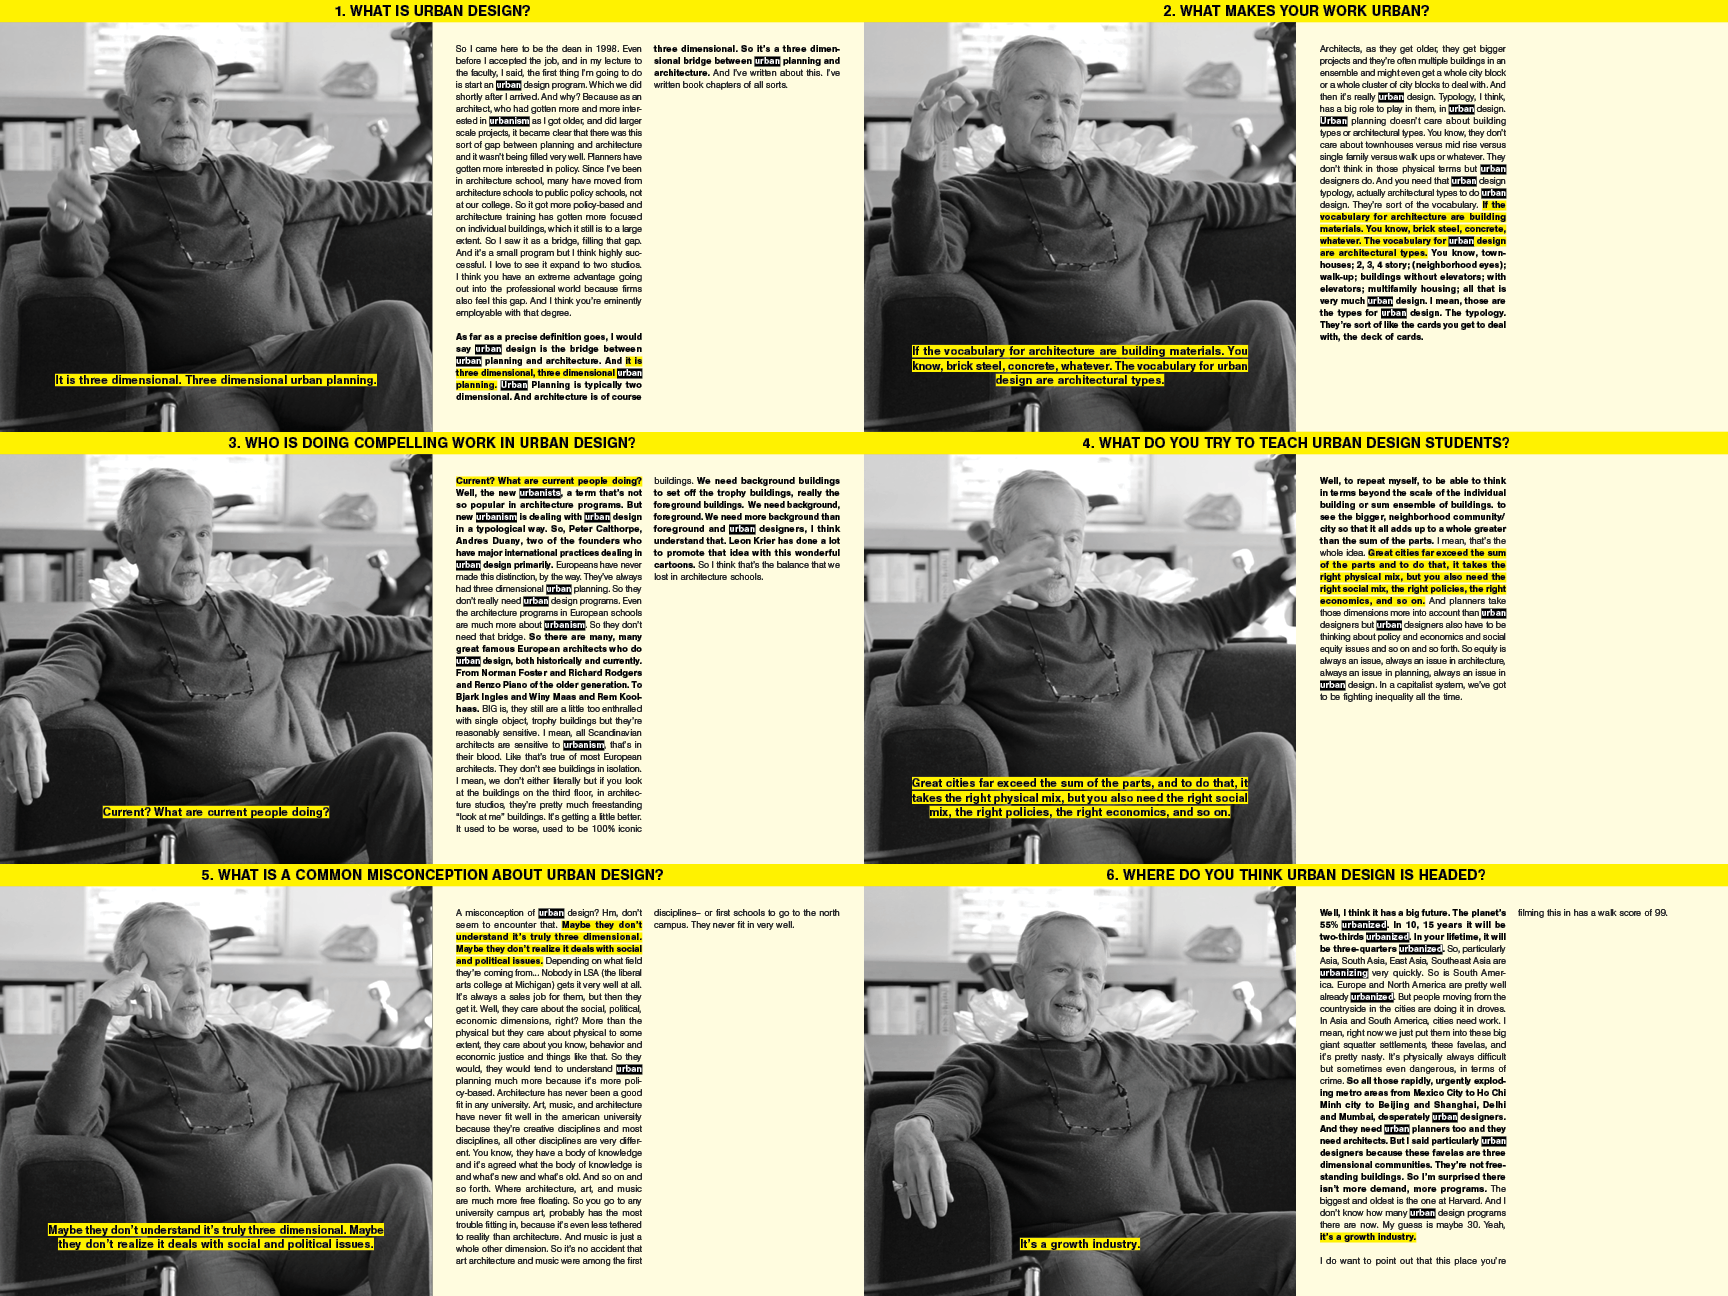 1. WHAT IS URBAN DESIGN?
It is three dimensional. Three dimensional urban planning.
So I came here to be the dean in 1998. Even
before I accepted the job, and in my lecture to
the faculty, I said, the first thing I'm going to do
is start an urban design program. Which we did
shortly after I arrived. And why? Because as an
architect, who had gotten more and more inter-
ested in urbanism as I got older, and did larger
scale projects, it became clear that there was this
sort of gap between planning and architecture
and it wasn't being filled very well. Planners have
gotten more interested in policy. Since I've been
in architecture school, many have moved from
architecture schools to public policy schools, not
at our college. So it got more policy-based and
architecture training has gotten more focused
on individual buildings, which it still is to a large
extent. So I saw it as a bridge, filling that gap.
And it's a small program but I think highly suc-
cessful. I love to see it expand to two studios.
I think you have an extreme advantage going
out into the professional world because firms
also feel this gap. And I think you're eminently
employable with that degree.
As far as a precise definition goes, I would
say urban design is the bridge between
urban planning and architecture. And it is
three dimensional, three dimensional urban
planning. Urban Planning is typically two
dimensional. And architecture is of course
three dimensional. So it's a three dimen-
sional bridge between urban planning and
architecture. And I've written about this. I've
written book chapters of all sorts.
2. WHAT MAKES YOUR WORK URBAN?
If the vocabulary for architecture are building materials. You
know, brick steel, concrete, whatever. The vocabulary for urban
design are architectural types.
Architects, as they get older, they get bigger
projects and they're often multiple buildings in an
ensemble and might even get a whole city block
or a whole cluster of city blocks to deal with. And
then it's really urban design. Typology, I think,
has a big role to play in them, in urban design.
Urban planning doesn't care about building
types or architectural types. You know, they don't
care about townhouses versus mid rise versus
single family versus walk ups or whatever. They
don't think in those physical terms but urban
designers do. And you need that urban design
typology, actually architectural types to do urban
design. They're sort of the vocabulary. If the
vocabulary for architecture are building
materials. You know, brick steel, concrete,
whatever. The vocabulary for urban design
are architectural types. You know, town-
houses; 2, 3, 4 story; (neighborhood eyes);
walk-up; buildings without elevators; with
elevators; multifamily housing; all that is
very much urban design. I mean, those are
the types for urban design. The typology.
They're sort of like the cards you get to deal
with, the deck of cards.
3. WHO IS DOING COMPELLING WORK IN URBAN DESIGN?
Current? What are current people doing?
Current? What are current people doing?
Well, the new urbanists, a term that's not
so popular in architecture programs. But
new urbanism is dealing with urban design
in a typological way. So, Peter Calthorpe,
Andres Duany, two of the founders who
have major international practices dealing in
urban design primarily. Europeans have never
made this distinction, by the way. They've always
had three dimensional urban planning. So they
don't really need urban design programs. Even
the architecture programs in European schools
are much more about urbanism. So they don't
need that bridge. So there are many, many
great famous European architects who do
urban design, both historically and currently.
From Norman Foster and Richard Rodgers
and Renzo Piano of the older generation. To
Bjark Ingles and Winy Maas and Rem Kool-
haas. BIG is, they still are a little too enthralled
with single object, trophy buildings but they're
reasonably sensitive. I mean, all Scandinavian
architects are sensitive to urbanism, that's in
their blood. Like that's true of most European
architects. They don't see buildings in isolation.
I mean, we don't either literally but if you look
at the buildings on the third floor, in architec-
ture studios, they're pretty much freestanding
"look at me" buildings. It's getting a little better.
It used to be worse, used to be 100% iconic
buildings. We need background buildings
to set off the trophy buildings, really the
foreground buildings. We need background,
foreground. We need more background than
foreground and urban designers, I think
understand that. Leon Krier has done a lot
to promote that idea with this wonderful
cartoons. So I think that's the balance that we
lost in architecture schools.
4. WHAT DO YOU TRY TO TEACH URBAN DESIGN STUDENTS?
Great cities far exceed the sum of the parts, and to do that, it
takes the right physical mix, but you also need the right social
mix, the right policies, the right economics, and so on.
Well, to repeat myself, to be able to think
in terms beyond the scale of the individual
building or sum ensemble of buildings. to
see the bigger, neighborhood community/
city so that it all adds up to a whole greater
than the sum of the parts. I mean, that's the
whole idea. Great cities far exceed the sum
of the parts and to do that, it takes the
right physical mix, but you also need the
right social mix, the right policies, the right
economics, and so on. And planners take
those dimensions more into account than urban
designers but urban designers also have to be
thinking about policy and economics and social
equity issues and so on and so forth. So equity is
always an issue, always an issue in architecture,
always an issue in planning, always an issue in
urban design. In a capitalist system, we've got
to be fighting inequality all the time.
5. WHAT IS A COMMON MISCONCEPTION ABOUT URBAN DESIGN?
Maybe they don't understand it's truly three dimensional. Maybe
they don't realize it deals with social and political issues.
A misconception of urban design? Hm, don't
seem to encounter that. Maybe they don't
understand it's truly three dimensional.
Maybe they don't realize it deals with social
and political issues. Depending on what field
they're coming from... Nobody in LSA (the liberal
arts college at Michigan) gets it very well at all.
It's always a sales job for them, but then they
get it. Well, they care about the social, political,
economic dimensions, right? More than the
physical but they care about physical to some
extent, they care about you know, behavior and
economic justice and things like that. So they
would, they would tend to understand urban
planning much more because it's more poli-
cy-based. Architecture has never been a good
fit in any university. Art, music, and architecture
have never fit well in the american university
because they're creative disciplines and most
disciplines, all other disciplines are very differ-
ent. You know, they have a body of knowledge
and it's agreed what the body of knowledge is
and what's new and what's old. And so on and
so forth. Where architecture, art, and music
are much more free floating. So you go to any
university campus art, probably has the most
trouble fitting in, because it's even less tethered
to reality than architecture. And music is just a
whole other dimension. So it's no accident that
art architecture and music were among the first
disciplines– or first schools to go to the north
campus. They never fit in very well.
6. WHERE DO YOU THINK URBAN DESIGN IS HEADED?
It's a growth industry.
Well, I think it has a big future. The planet's
55% urbanized. In 10, 15 years it will be
two-thirds urbanized. In your lifetime, it will
be three-quarters urbanized. So, particularly
Asia, South Asia, East Asia, Southeast Asia are
urbanizing very quickly. So is South Amer-
ica. Europe and North America are pretty well
already urbanized. But people moving from the
countryside in the cities are doing it in droves.
In Asia and South America, cities need work. I
mean, right now we just put them into these big
giant squatter settlements, these favelas, and
it's pretty nasty. It's physically always difficult
but sometimes even dangerous, in terms of
crime. So all those rapidly, urgently explod-
ing metro areas from Mexico City to Ho Chi
Minh city to Beijing and Shanghai, Delhi
and Mumbai, desperately urban designers.
And they need urban planners too and they
need architects. But I said particularly urban
designers because these favelas are three
dimensional communities. They're not free-
standing buildings. So I'm surprised there
isn't more demand, more programs. The
biggest and oldest is the one at Harvard. And I
don't know how many urban design programs
there are now. My guess is maybe 30. Yeah,
it's a growth industry.
I do want to point out that this place you're
filming this in has a walk score of 99.